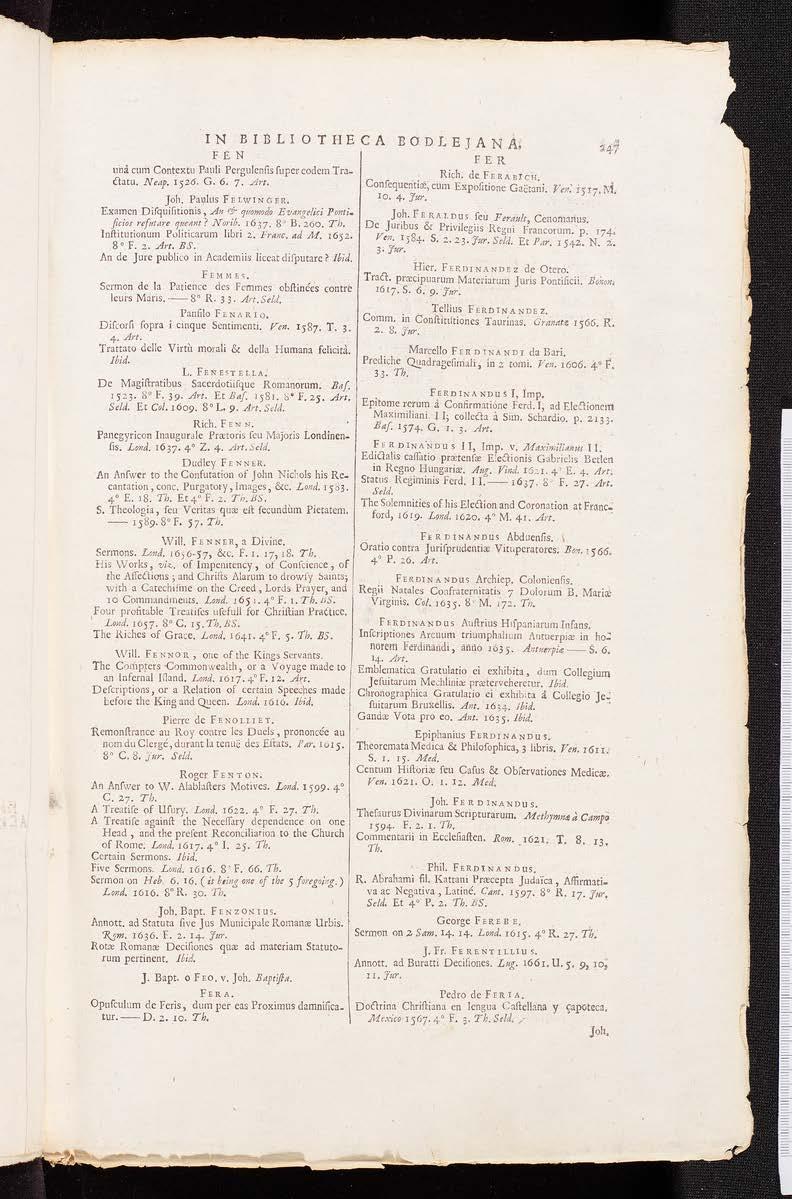 IN BIBLIOTHECA BODLEJANA. 247
FEN
unà cum Contextu Pauli Pergulensis super eodem Tra-
ctatu. Neap. 1526. G. 6. 7. Art.
Joh. Paulus FELWINGER.
Examen Disquisitionis, An & quomodo Evangelici Ponti-
ficios refutare queant? Norib. 1637. 8° B. 260. Th.
Institutionum Politicarum libri 2. Franc. ad M. 1652.
8° F. 2. Art. BS.
An de Jure publico in Academiis liceat disputare? Ibid.
FEMMES.
Sermon de la Patience des Femmes obstinées contre
leurs Maris. —— 8° R. 33. Art. Seld.
Panfilo FENARIO.
Discorsi sopra i cinque Sentimenti. Ven. 1587. T. 3.
4. Art.
Trattato delle Virtù morali & della Humana felicità.
Ibid.
L. FENESTELLA.
De Magistratibus Sacerdotiisque Romanorum. Bas.
1523. 8° F. 39. Art. Et Bas. 1581. 8° F. 25. Art.
Seld. Et Col. 1609. 8° L. 9. Art. Seld.
Rich. FENN.
Panegyricon Inaugurale Prætoris seu Majoris Londinen-
sis. Lond. 1637. 4° Z. 4. Art. Seld.
Dudley FENNER.
An Answer to the Confutation of John Nichols his Re-
cantation, conc. Purgatory, Images, &c. Lond. 1583.
4° E. 18. Th. Et 4° F. 2. Th. BS.
S. Theologia, seu Veritas quæ est secundùm Pietatem.
—— 1589. 8° F. 57. Th.
Will. FENNER, a Divine.
Sermons. Lond. 1656-57, &c. F. 1. 17, 18. Th.
His Works, viz. of Impenitency, of Conscience, of
the Affections; and Christs Alarum to drowsy Saints;
with a Catechisme on the Creed, Lords Prayer, and
10 Commandments. Lond. 1651. 4° F. 1. Th. BS.
Four profitable Treatises usefull for Christian Practice.
Lond. 1657. 8° C. 15. Th. BS.
The Riches of Grace. Lond. 1641. 4° F. 5. Th. BS.
Will. FENNOR, one of the Kings Servants.
The Compters Commonwealth, or a Voyage made to
an Infernal Island. Lond. 1617. 4° F. 12. Art.
Descriptions, or a Relation of certain Speeches made
before the King and Queen. Lond. 1616. Ibid.
Pierre de FENOLLIET.
Remonstrance au Roy contre les Duels, prononcée au
nom du Clergé, durant la tenuë des Estats. Par. 1615.
8° C. 8. Jur. Seld.
Roger FENTON.
An Answer to W. Alablasters Motives. Lond. 1599. 4°
C. 27. Th.
A Treatise of Usury. Lond. 1622. 4° F. 27. Th.
A Treatise against the Necessary dependence on one
Head, and the present Reconciliation to the Church
of Rome. Lond. 1617. 4° I. 25. Th.
Certain Sermons. Ibid.
Five Sermons. Lond. 1616. 8° F. 66. Th.
Sermon on Heb. 6. 16. (it being one of the 5 foregoing.)
Lond. 1616. 8° R. 30. Th.
Joh. Bapt. FENZONIUS.
Annott. ad Statuta sive Jus Municipale Romanæ Urbis.
Rom. 1636. F. 2. 14. Jur.
Rotæ Romanæ Decisiones quæ ad materiam Statuto-
rum pertinent. Ibid.
J. Bapt. o FEO. v. Joh. Baptista.
FERA.
Opusculum de Feris, dum per eas Proximus damnifica-
tur. —— D. 2. 10. Th.
FER
Rich. de FERABICH.
Consequentiæ, cum Expositione Gaëtani. Ven. 1517. M.
10. 4. Jur.
Joh. FERALDUS seu Ferault, Cenomanus.
De Juribus & Privilegiis Regni Francorum. p. 174.
Ven. 1584. S. 2. 23. Jur. Seld. Et Par. 1542. N. 2.
3. Jur.
Hier. FERDINANDEZ de Otero.
Tract. præcipuarum Materiarum Juris Pontificii. Bonon.
1617. S. 6. 9. Jur.
Tellius FERDINANDEZ.
Comm. in Constitutiones Taurinas. Granatæ 1566. R.
2. 8. Jur.
Marcello FERDINANDI da Bari.
Prediche Quadragesimali, in 2 tomi. Ven. 1606. 4° F.
33. Th.
FERDINANDUS I, Imp.
Epitome rerum à Confirmatione Ferd. I, ad Electionem
Maximiliani II; collecta à Sim. Schardio. p. 2133.
Bas. 1574. G. 1. 3. Art.
FERDINANDUS II, Imp. v. Maximilianus II.
Edictalis cassatio prætensæ Electionis Gabrielis Betlen
in Regno Hungariæ. Aug. Vind. 1621. 4° E. 4. Art.
Status Regiminis Ferd. II. —— 1637. 8° F. 27. Art.
Seld.
The Solemnities of his Election and Coronation at Franc-
ford, 1619. Lond. 1620. 4° M. 41. Art.
FERDINANDUS Abduensis.
Oratio contra Jurisprudentiæ Vituperatores. Bon. 1566.
4° P. 26. Art.
FERDINANDUS Archiep. Coloniensis.
Regii Natales Confraternitatis 7 Dolorum B. Mariæ
Virginis. Col. 1635. 8° M. 172. Th.
FERDINANDUS Austrius Hispaniarum Infans.
Inscriptiones Arcuum triumphalium Antuerpiæ in ho-
norem Ferdinandi, anno 1635. Antuerpiæ —— S. 6.
14. Art.
Emblematica Gratulatio ei exhibita, dum Collegium
Jesuitarum Mechliniæ præterveheretur. Ibid.
Chronographica Gratulatio ei exhibita à Collegio Je-
suitarum Bruxellis. Ant. 1634. Ibid.
Gandæ Vota pro eo. Ant. 1635. Ibid.
Epiphanius FERDINANDUS.
Theoremata Medica & Philosophica, 3 libris. Ven. 1611.
S. 1. 15. Med.
Centum Historiæ seu Casus & Observationes Medicæ.
Ven. 1621. O. 1. 12. Med.
Joh. FERDINANDUS.
Thesaurus Divinarum Scripturarum. Methymnæ à Campo
1594. F. 2. 1. Th.
Commentarii in Ecclesiasten. Rom. 1621. T. 8. 13.
Th.
Phil. FERDINANDUS.
R. Abrahami fil. Kattani Præcepta Judaïca, Affirmati-
va ac Negativa, Latinè. Cant. 1597. 8° R. 17. Jur.
Seld. Et 4° P. 2. Th. BS.
George FEREBE.
Sermon on 2 Sam. 14. 14. Lond. 1615. 4° R. 27. Th.
J. Fr. FERENTILLIUS.
Annott. ad Buratti Decisiones. Lug. 1661. U. 5. 9, 10,
11. Jur.
Pedro de FERIA.
Doctrina Christiana en lengua Castellana y çapoteca.
Mexico 1567. 4° F. 3. Th. Seld.
Joh.